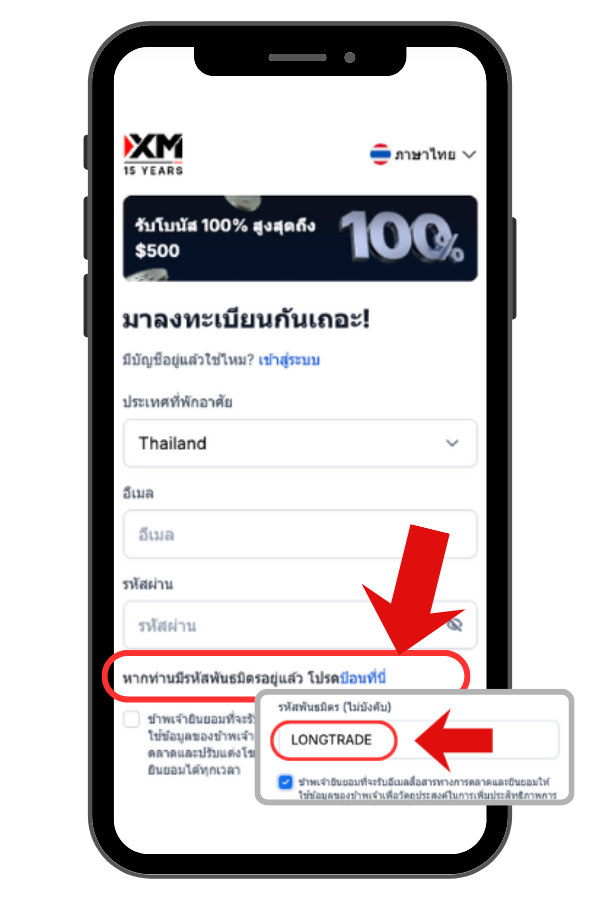 XM
15 YEARS
ภาษาไทย
รับโบนัส 100% สูงสุดถึง
$500
100%
มาลงทะเบียนกันเถอะ!
มีบัญชีอยู่แล้วใช่ไหม? เข้าสู่ระบบ
ประเทศที่พักอาศัย
Thailand
อีเมล
อีเมล
รหัสผ่าน
รหัสผ่าน
หากท่านมีรหัสพันธมิตรอยู่แล้ว โปรดป้อนที่นี่
ข้าพเจ้ายินยอมที่จะรั
ใช้ข้อมูลของข้าพเจ้า
ตลาดและปรับแต่งโฆ
ยินยอมได้ทุกเวลา
รหัสพันธมิตร (ไม่บังคับ)
LONGTRADE
ข้าพเจ้ายินยอมที่จะรับอีเมลสื่อสารทางการตลาดและยินยอมให้
ใช้ข้อมูลของข้าพเจ้าเพื่อวัตถุประสงค์ในการเพิ่มประสิทธิภาพการ